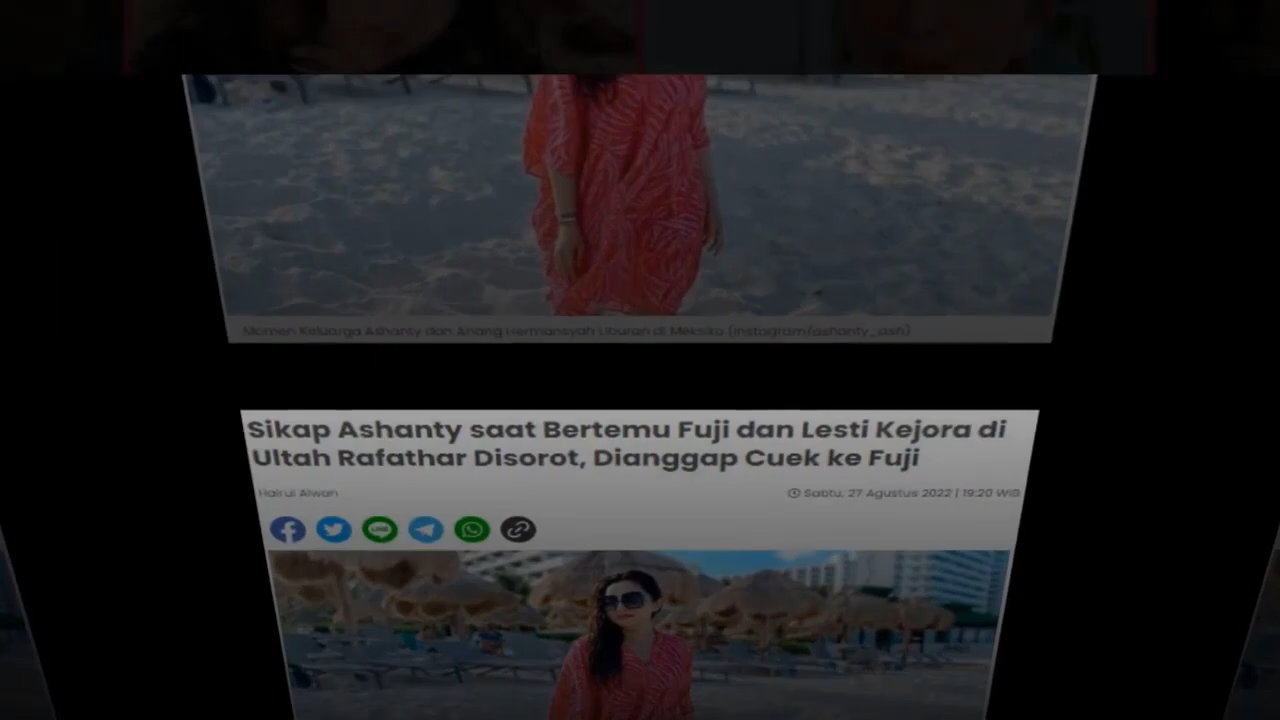 Momen Keluarga Ashanty dan Anang Hermansyah Liburan di Meksiko (Instagram/ashanty_ash)
Sikap Ashanty saat Bertemu Fuji dan Lesti Kejora di
Ultah Rafathar Disorot, Dianggap Cuek ke Fuji
Hairul Alwan
Sabtu, 27 Agustus 2022 | 19:20 WIB
LINE